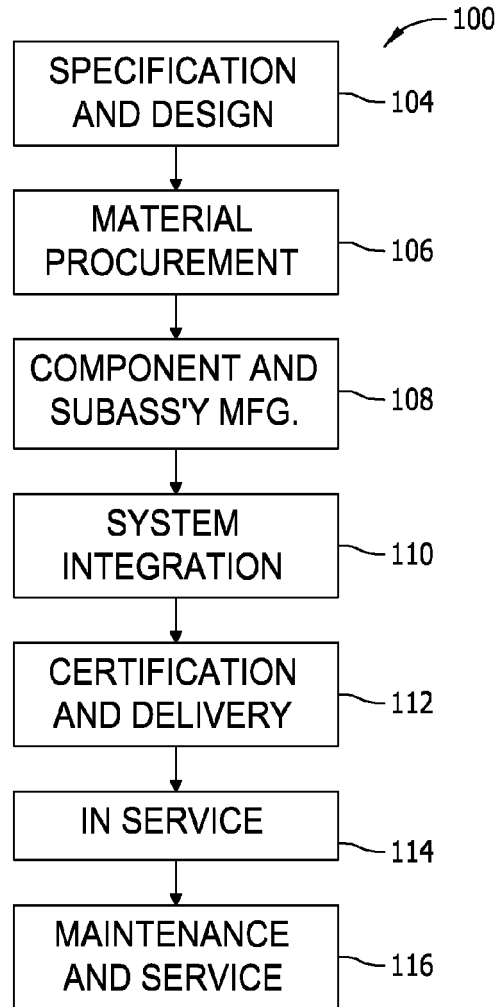 100
SPECIFICATION
AND DESIGN
104
MATERIAL
PROCUREMENT
106
COMPONENT AND
SUBASS'Y MFG.
108
SYSTEM
INTEGRATION
110
CERTIFICATION
AND DELIVERY
112
IN SERVICE
114
MAINTENANCE
AND SERVICE
116